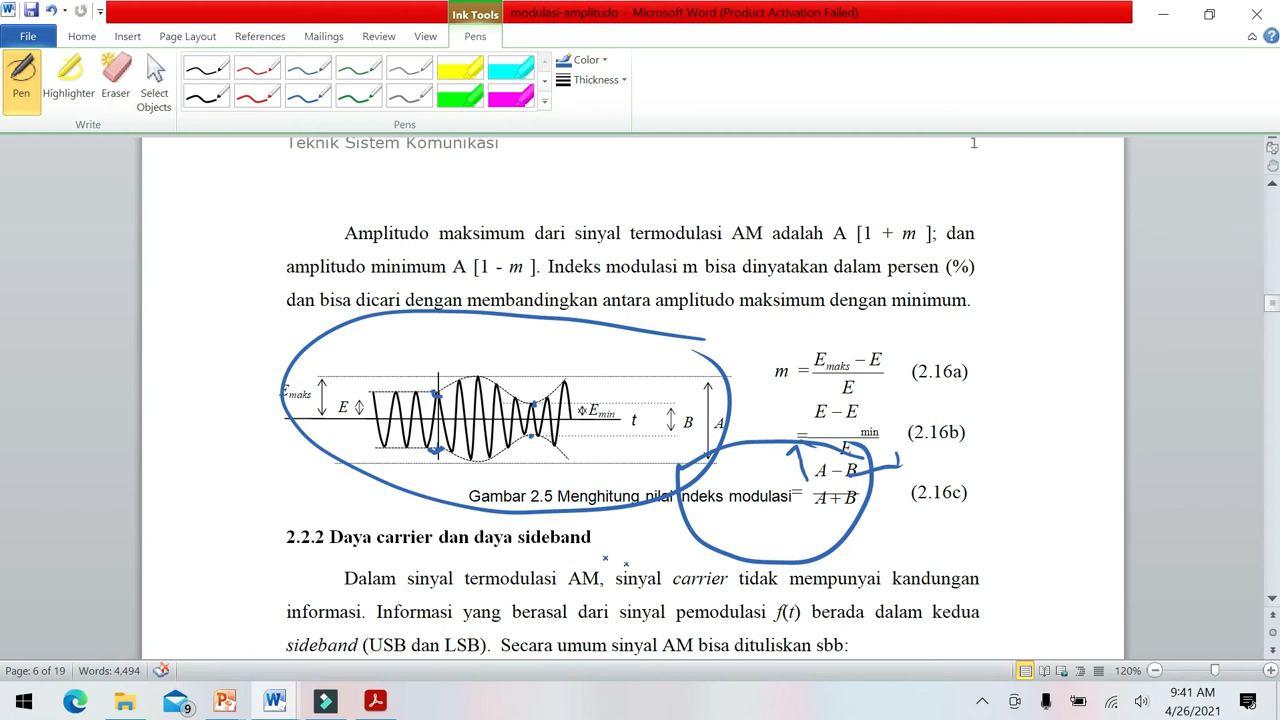 Ink Tools
modulasi-amplitudo - Microsoft Word (Product Activation Failed)
File Home Insert Page Layout References Mailings Review View Pens
Pen Highlighter Eraser Select Objects
Color
Thickness
Write
Pens
Teknik Sistem Komunikasi 1
Amplitudo maksimum dari sinyal termodulasi AM adalah A [1 + m ]; dan
amplitudo minimum A [1 - m ]. Indeks modulasi m bisa dinyatakan dalam persen (%)
dan bisa dicari dengan membandingkan antara amplitudo maksimum dengan minimum.
E maks
E
E min
t
B
A
m = E maks − E
E
(2.16a)
= E − E min
E
(2.16b)
= A − B
A + B
(2.16c)
Gambar 2.5 Menghitung nilai indeks modulasi
2.2.2 Daya carrier dan daya sideband
Dalam sinyal termodulasi AM, sinyal carrier tidak mempunyai kandungan
informasi. Informasi yang berasal dari sinyal pemodulasi f(t) berada dalam kedua
sideband (USB dan LSB). Secara umum sinyal AM bisa dituliskan sbb:
Page: 6 of 19 Words: 4,494 120%
9
9:41 AM
4/26/2021